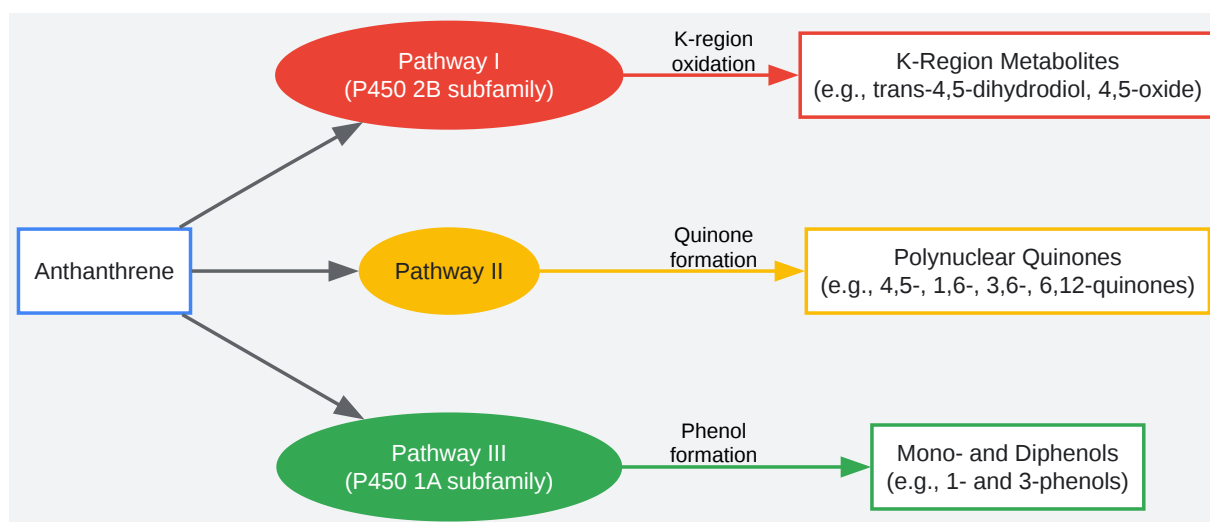 Pathway I
(P450 2B subfamily)
K-region
oxidation
K-Region Metabolites
(e.g., trans-4,5-dihydrodiol, 4,5-oxide)
Anthanthrene
Pathway II
Quinone
formation
Polynuclear Quinones
(e.g., 4,5-, 1,6-, 3,6-, 6,12-quinones)
Pathway III
(P450 1A subfamily)
Phenol
formation
Mono- and Diphenols
(e.g., 1- and 3-phenols)